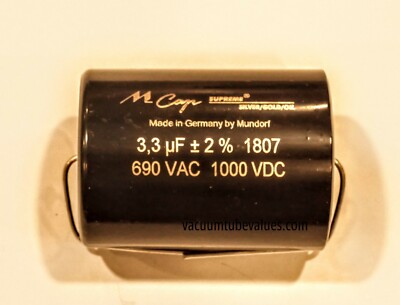 M Cap SUPREME®
SILVER/GOLD/OIL
Made in Germany by Mundorf
3,3 µF ± 2 % 1807
690 VAC 1000 VDC
vacuumtubevalues.com